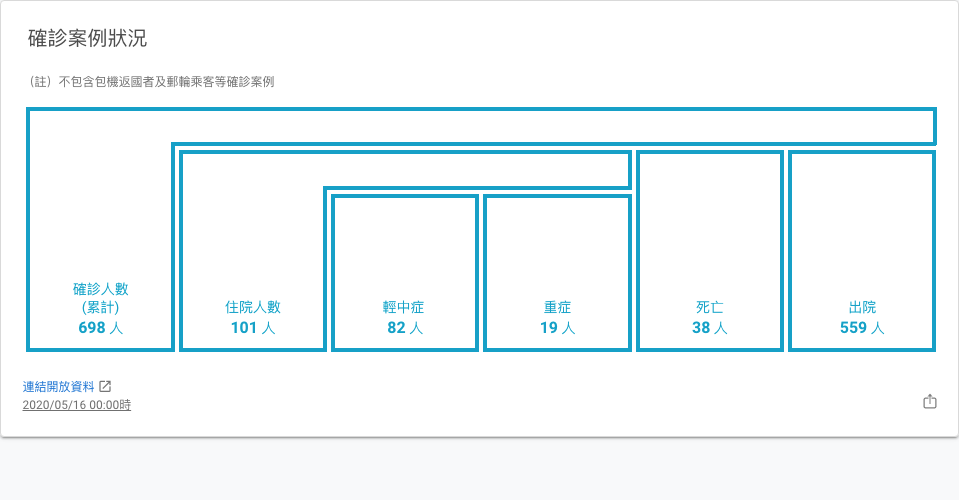 確診案例狀況
（註）不包含包機返國者及郵輪乘客等確診案例
確診人數
(累計)
698 人
住院人數
101 人
輕中症
82 人
重症
19 人
死亡
38 人
出院
559 人
連結開放資料
2020/05/16 00:00時